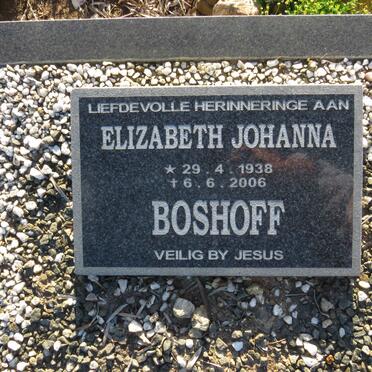 LIEFDEVOLLE HERINNERINGE AAN
ELIZABETH JOHANNA
★ 29.4.1938
✝ 6.6.2006
BOSHOFF
VEILIG BY JESUS